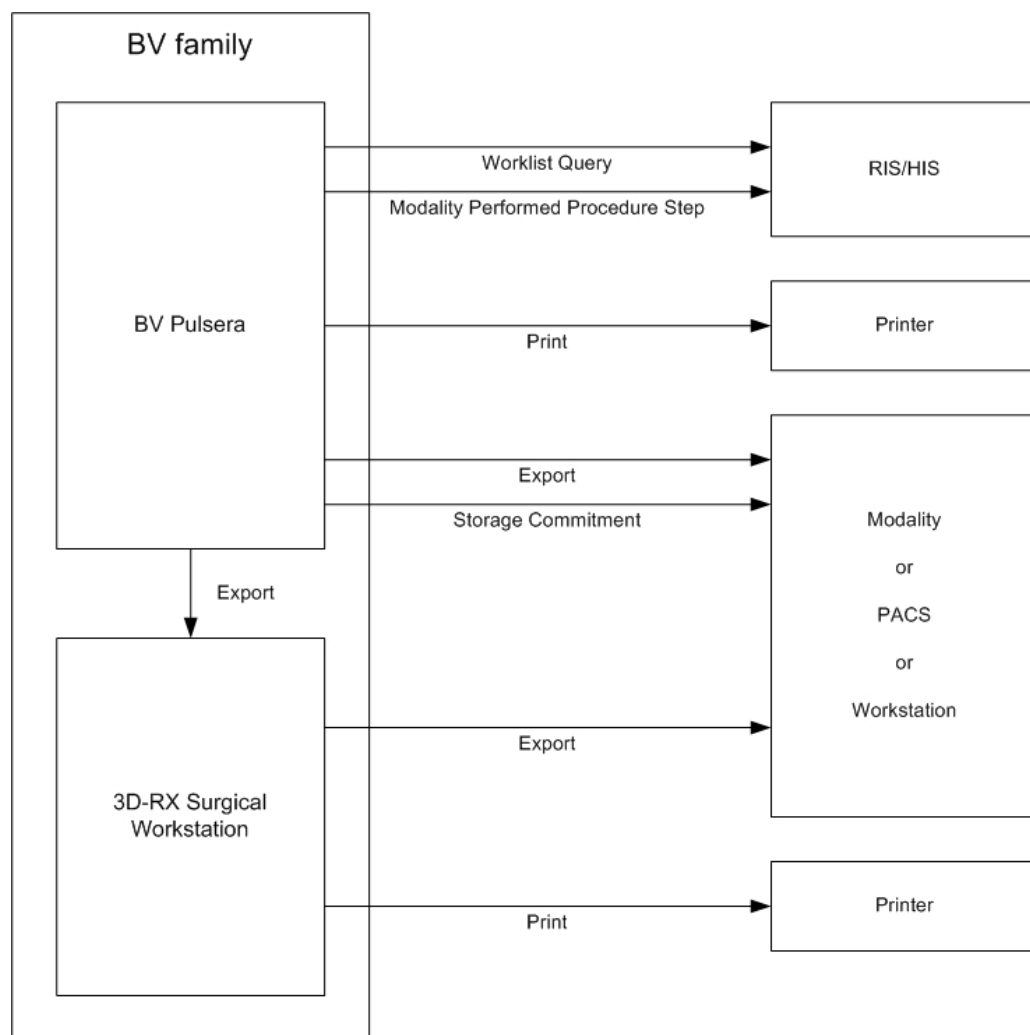 BV family
Worklist Query
RIS/HIS
Modality Performed Procedure Step
BV Pulsera
Print
Printer
Export
Storage Commitment
Modality
or
PACS
or
Workstation
Export
Export
3D-RX Surgical
Workstation
Print
Printer